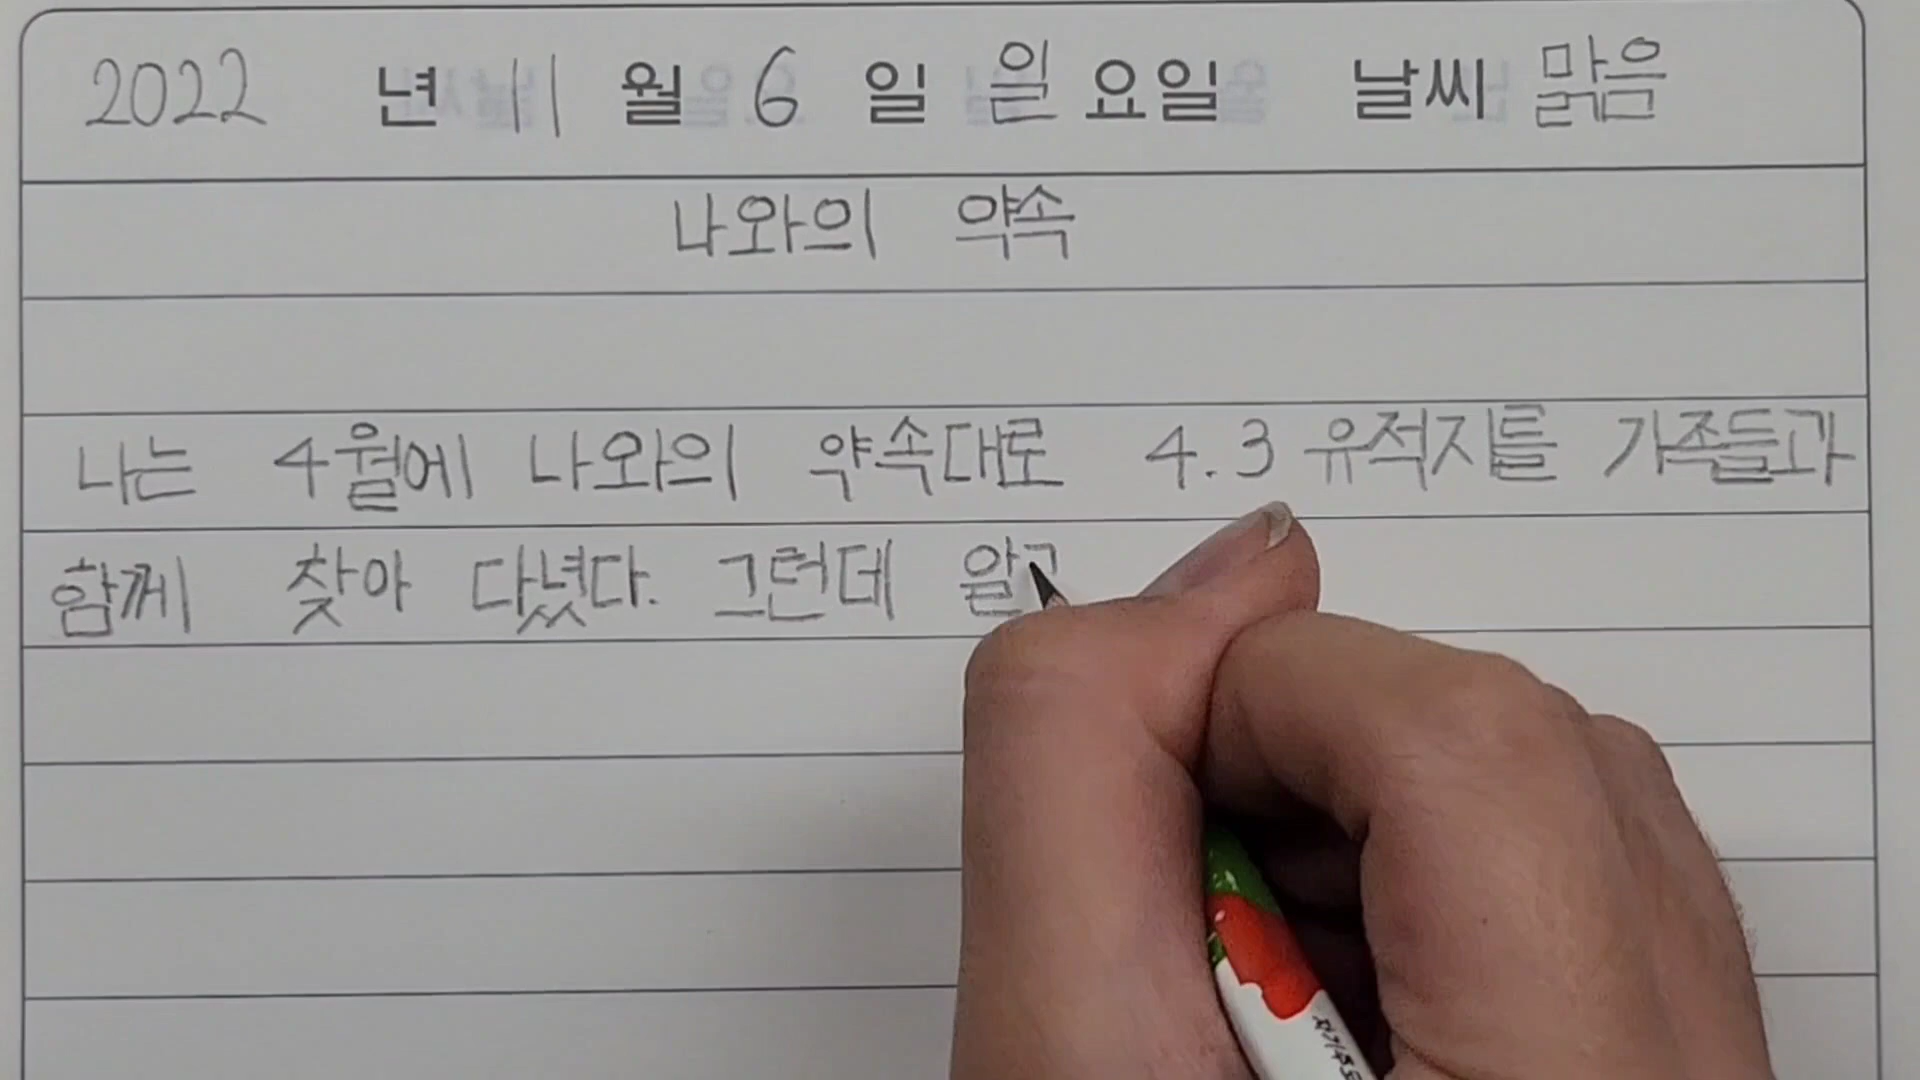 2022 년 11 월 6 일 일 요일 날씨 맑음
나와의 약속
나는 4월에 나와의 약속대로 4.3 유적지를 가족들과
함께 찾아 다녔다. 그런데 알